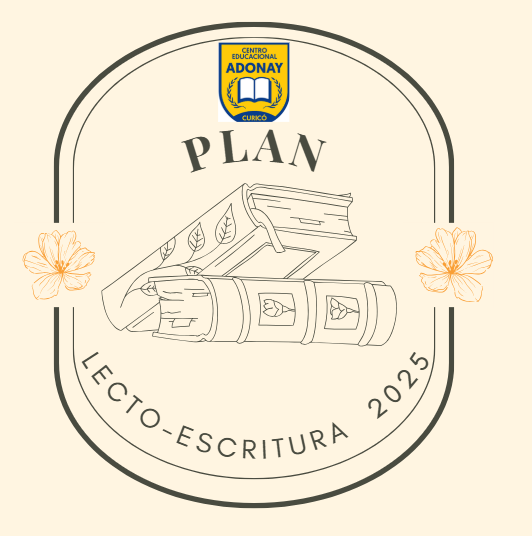 CENTRO
EDUCACIONAL
ADONAY
CURICÓ
PLAN
LECTO-ESCRITURA 2025